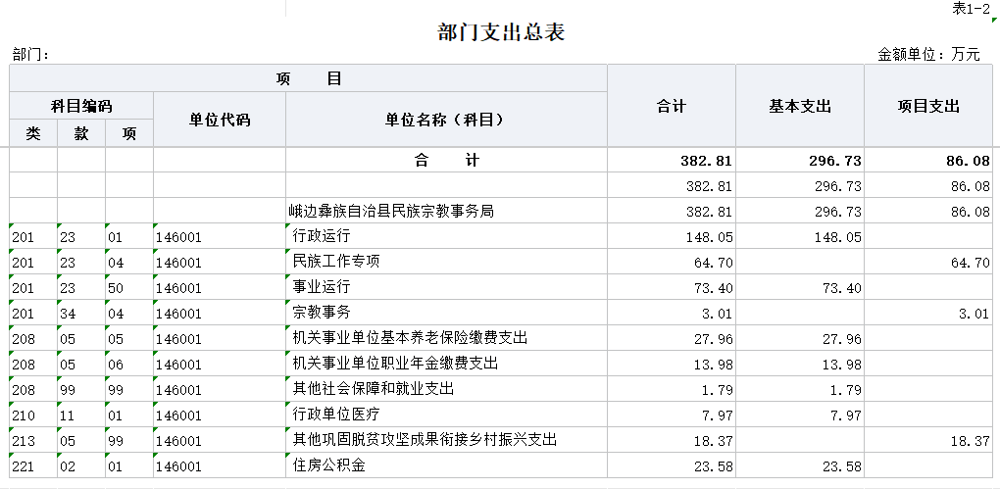 表1-2
部门支出总表
部门：
金额单位：万元
项 目
合计 基本支出 项目支出
科目编码 单位代码 单位名称（科目）
类 款 项
合 计 382.81 296.73 86.08
382.81 296.73 86.08
峨边彝族自治县民族宗教事务局 382.81 296.73 86.08
201 23 01 146001 行政运行 148.05 148.05
201 23 04 146001 民族工作专项 64.70 64.70
201 23 50 146001 事业运行 73.40 73.40
201 34 04 146001 宗教事务 3.01 3.01
208 05 05 146001 机关事业单位基本养老保险缴费支出 27.96 27.96
208 05 06 146001 机关事业单位职业年金缴费支出 13.98 13.98
208 99 99 146001 其他社会保障和就业支出 1.79 1.79
210 11 01 146001 行政单位医疗 7.97 7.97
213 05 99 146001 其他巩固脱贫攻坚成果衔接乡村振兴支出 18.37 18.37
221 02 01 146001 住房公积金 23.58 23.58